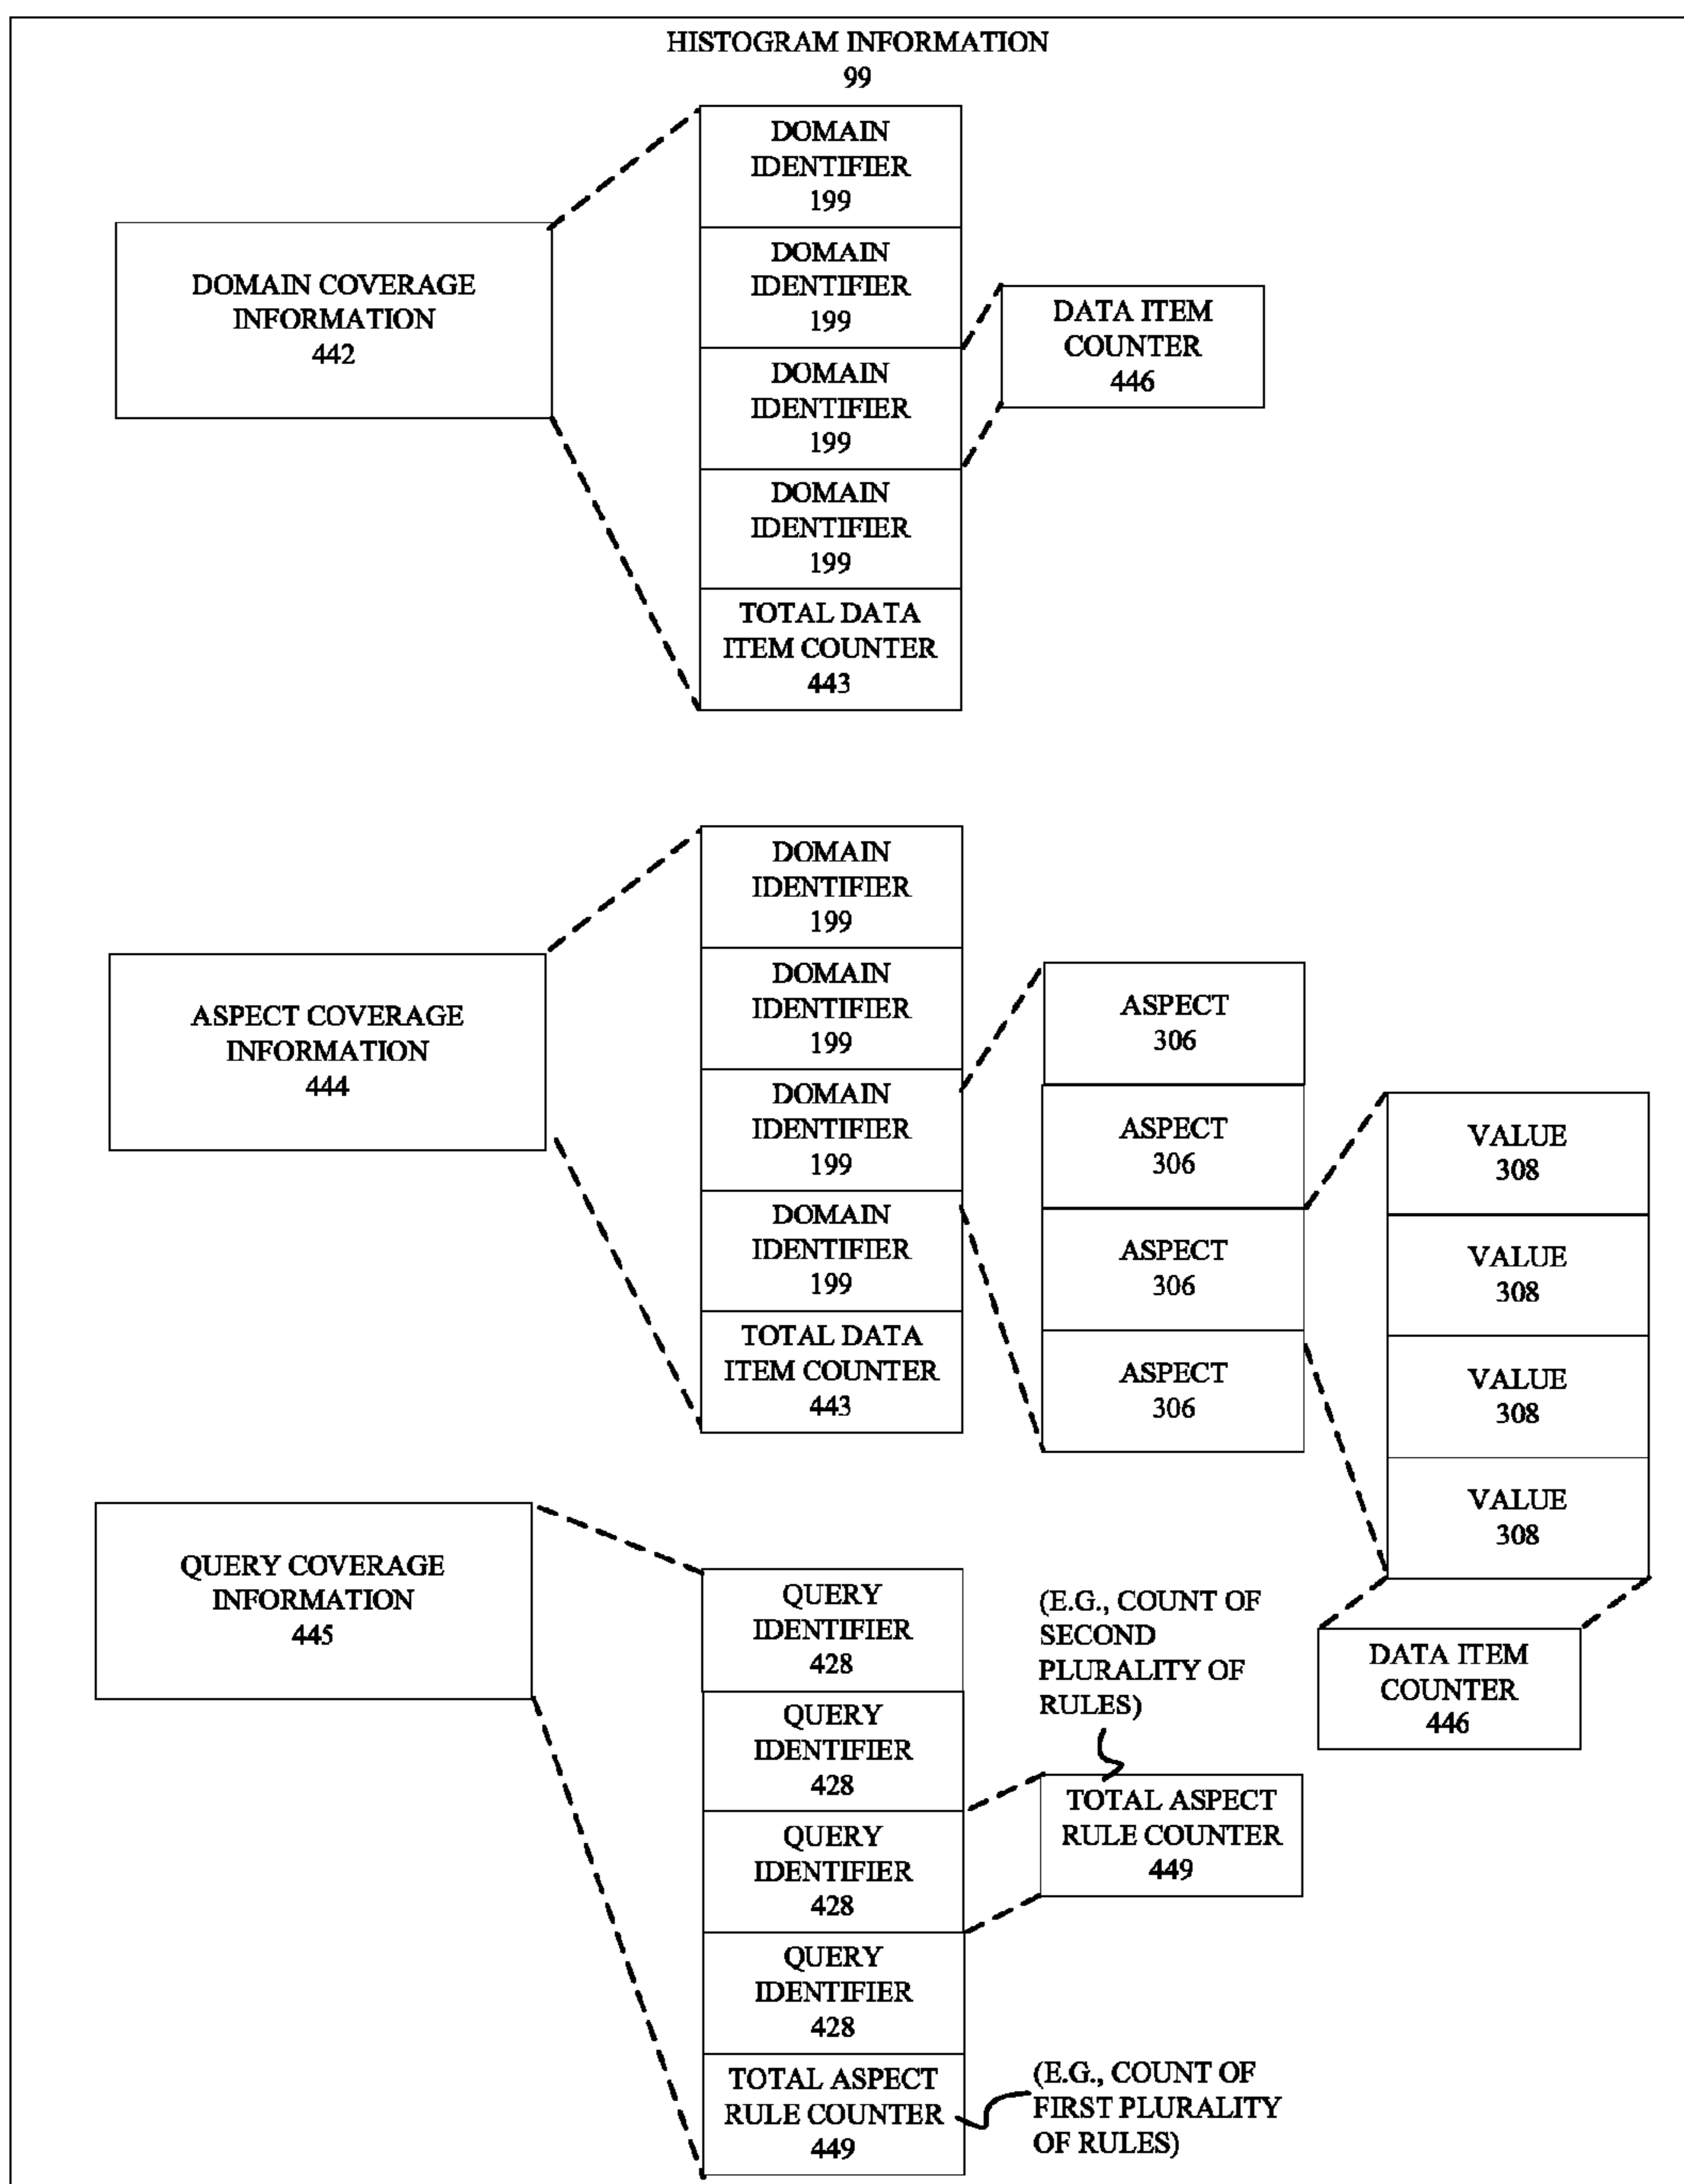 HISTOGRAM INFORMATION
99
DOMAIN
IDENTIFIER
199
DOMAIN
IDENTIFIER
199
DOMAIN
IDENTIFIER
199
DOMAIN
IDENTIFIER
199
TOTAL DATA
ITEM COUNTER
443
DOMAIN COVERAGE
INFORMATION
442
DATA ITEM
COUNTER
446
ASPECT COVERAGE
INFORMATION
444
DOMAIN
IDENTIFIER
199
DOMAIN
IDENTIFIER
199
DOMAIN
IDENTIFIER
199
DOMAIN
IDENTIFIER
199
TOTAL DATA
ITEM COUNTER
443
ASPECT
306
ASPECT
306
ASPECT
306
ASPECT
306
VALUE
308
VALUE
308
VALUE
308
VALUE
308
DATA ITEM
COUNTER
446
QUERY COVERAGE
INFORMATION
445
QUERY
IDENTIFIER
428
QUERY
IDENTIFIER
428
QUERY
IDENTIFIER
428
QUERY
IDENTIFIER
428
TOTAL ASPECT
RULE COUNTER
449
(E.G., COUNT OF
SECOND
PLURALITY OF
RULES)
TOTAL ASPECT
RULE COUNTER
449
(E.G., COUNT OF
FIRST PLURALITY
OF RULES)